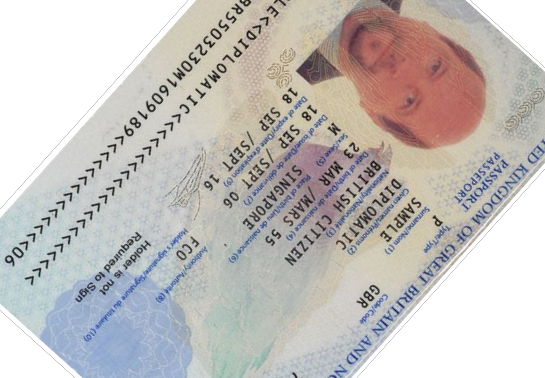 TED KINGDOM OF GREAT BRITAIN AND NO
PASSPORT
PASSEPORT
Type/Type
P
Code/Code
GBR
Surname/Nom (1)
SAMPLE
Given names/Prénoms (2)
DIPLOMATIC
Nationality/Nationalité (3)
BRITISH CITIZEN
Date of birth/Date de naissance (4)
23 MAR /MARS 55
Sex/Sexe (5)
M
Place of birth/Lieu de naissance (6)
SINGAPORE
Date of issue/Date de délivrance (7)
18 SEP /SEPT 06
Date of expiry/Date d'expiration (9)
18 SEP /SEPT 16
Authority/Autorité (8)
FCO
Holder's signature/Signature du titulaire (10)
Holder is not
Required to Sign
LE<<DIPLOMATIC<<<<<<<<<<<<<<<<<
BR5503230M1609189<<<<<<<<<<<<<<06